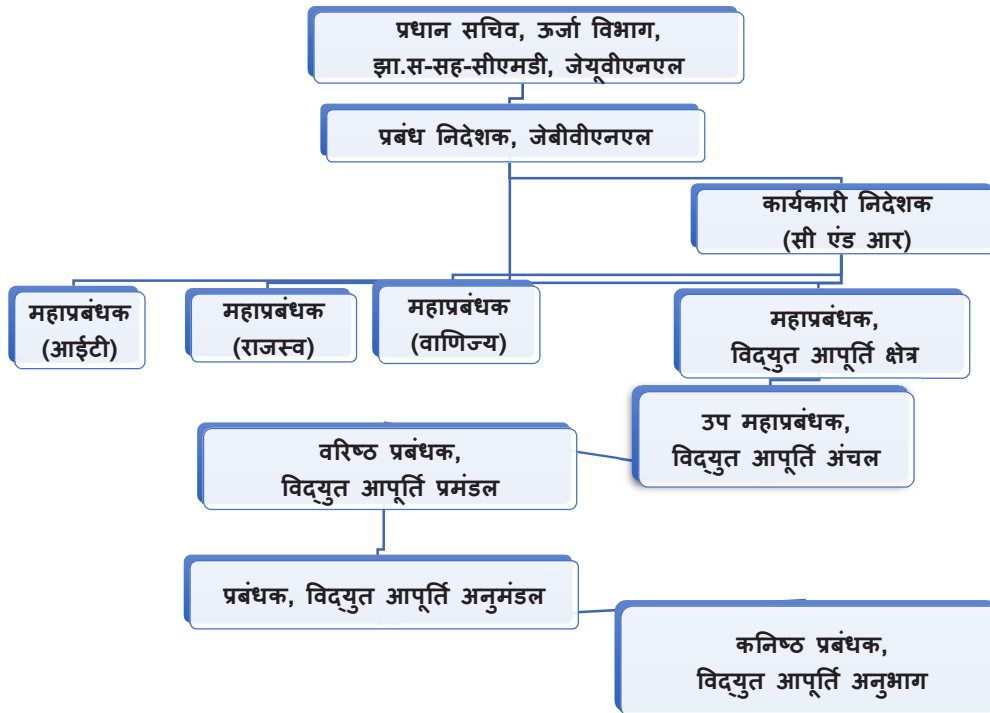 प्रधान सचिव, ऊर्जा विभाग,
झा.स-सह-सीएमडी, जेयूवीएनएल
प्रबंध निदेशक, जेबीवीएनएल
कार्यकारी निदेशक
(सी एंड आर)
महाप्रबंधक
(आईटी)
महाप्रबंधक
(राजस्व)
महाप्रबंधक
(वाणिज्य)
महाप्रबंधक,
विद्युत आपूर्ति क्षेत्र
उप महाप्रबंधक,
विद्युत आपूर्ति अंचल
वरिष्ठ प्रबंधक,
विद्युत आपूर्ति प्रमंडल
प्रबंधक, विद्युत आपूर्ति अनुमंडल
कनिष्ठ प्रबंधक,
विद्युत आपूर्ति अनुभाग